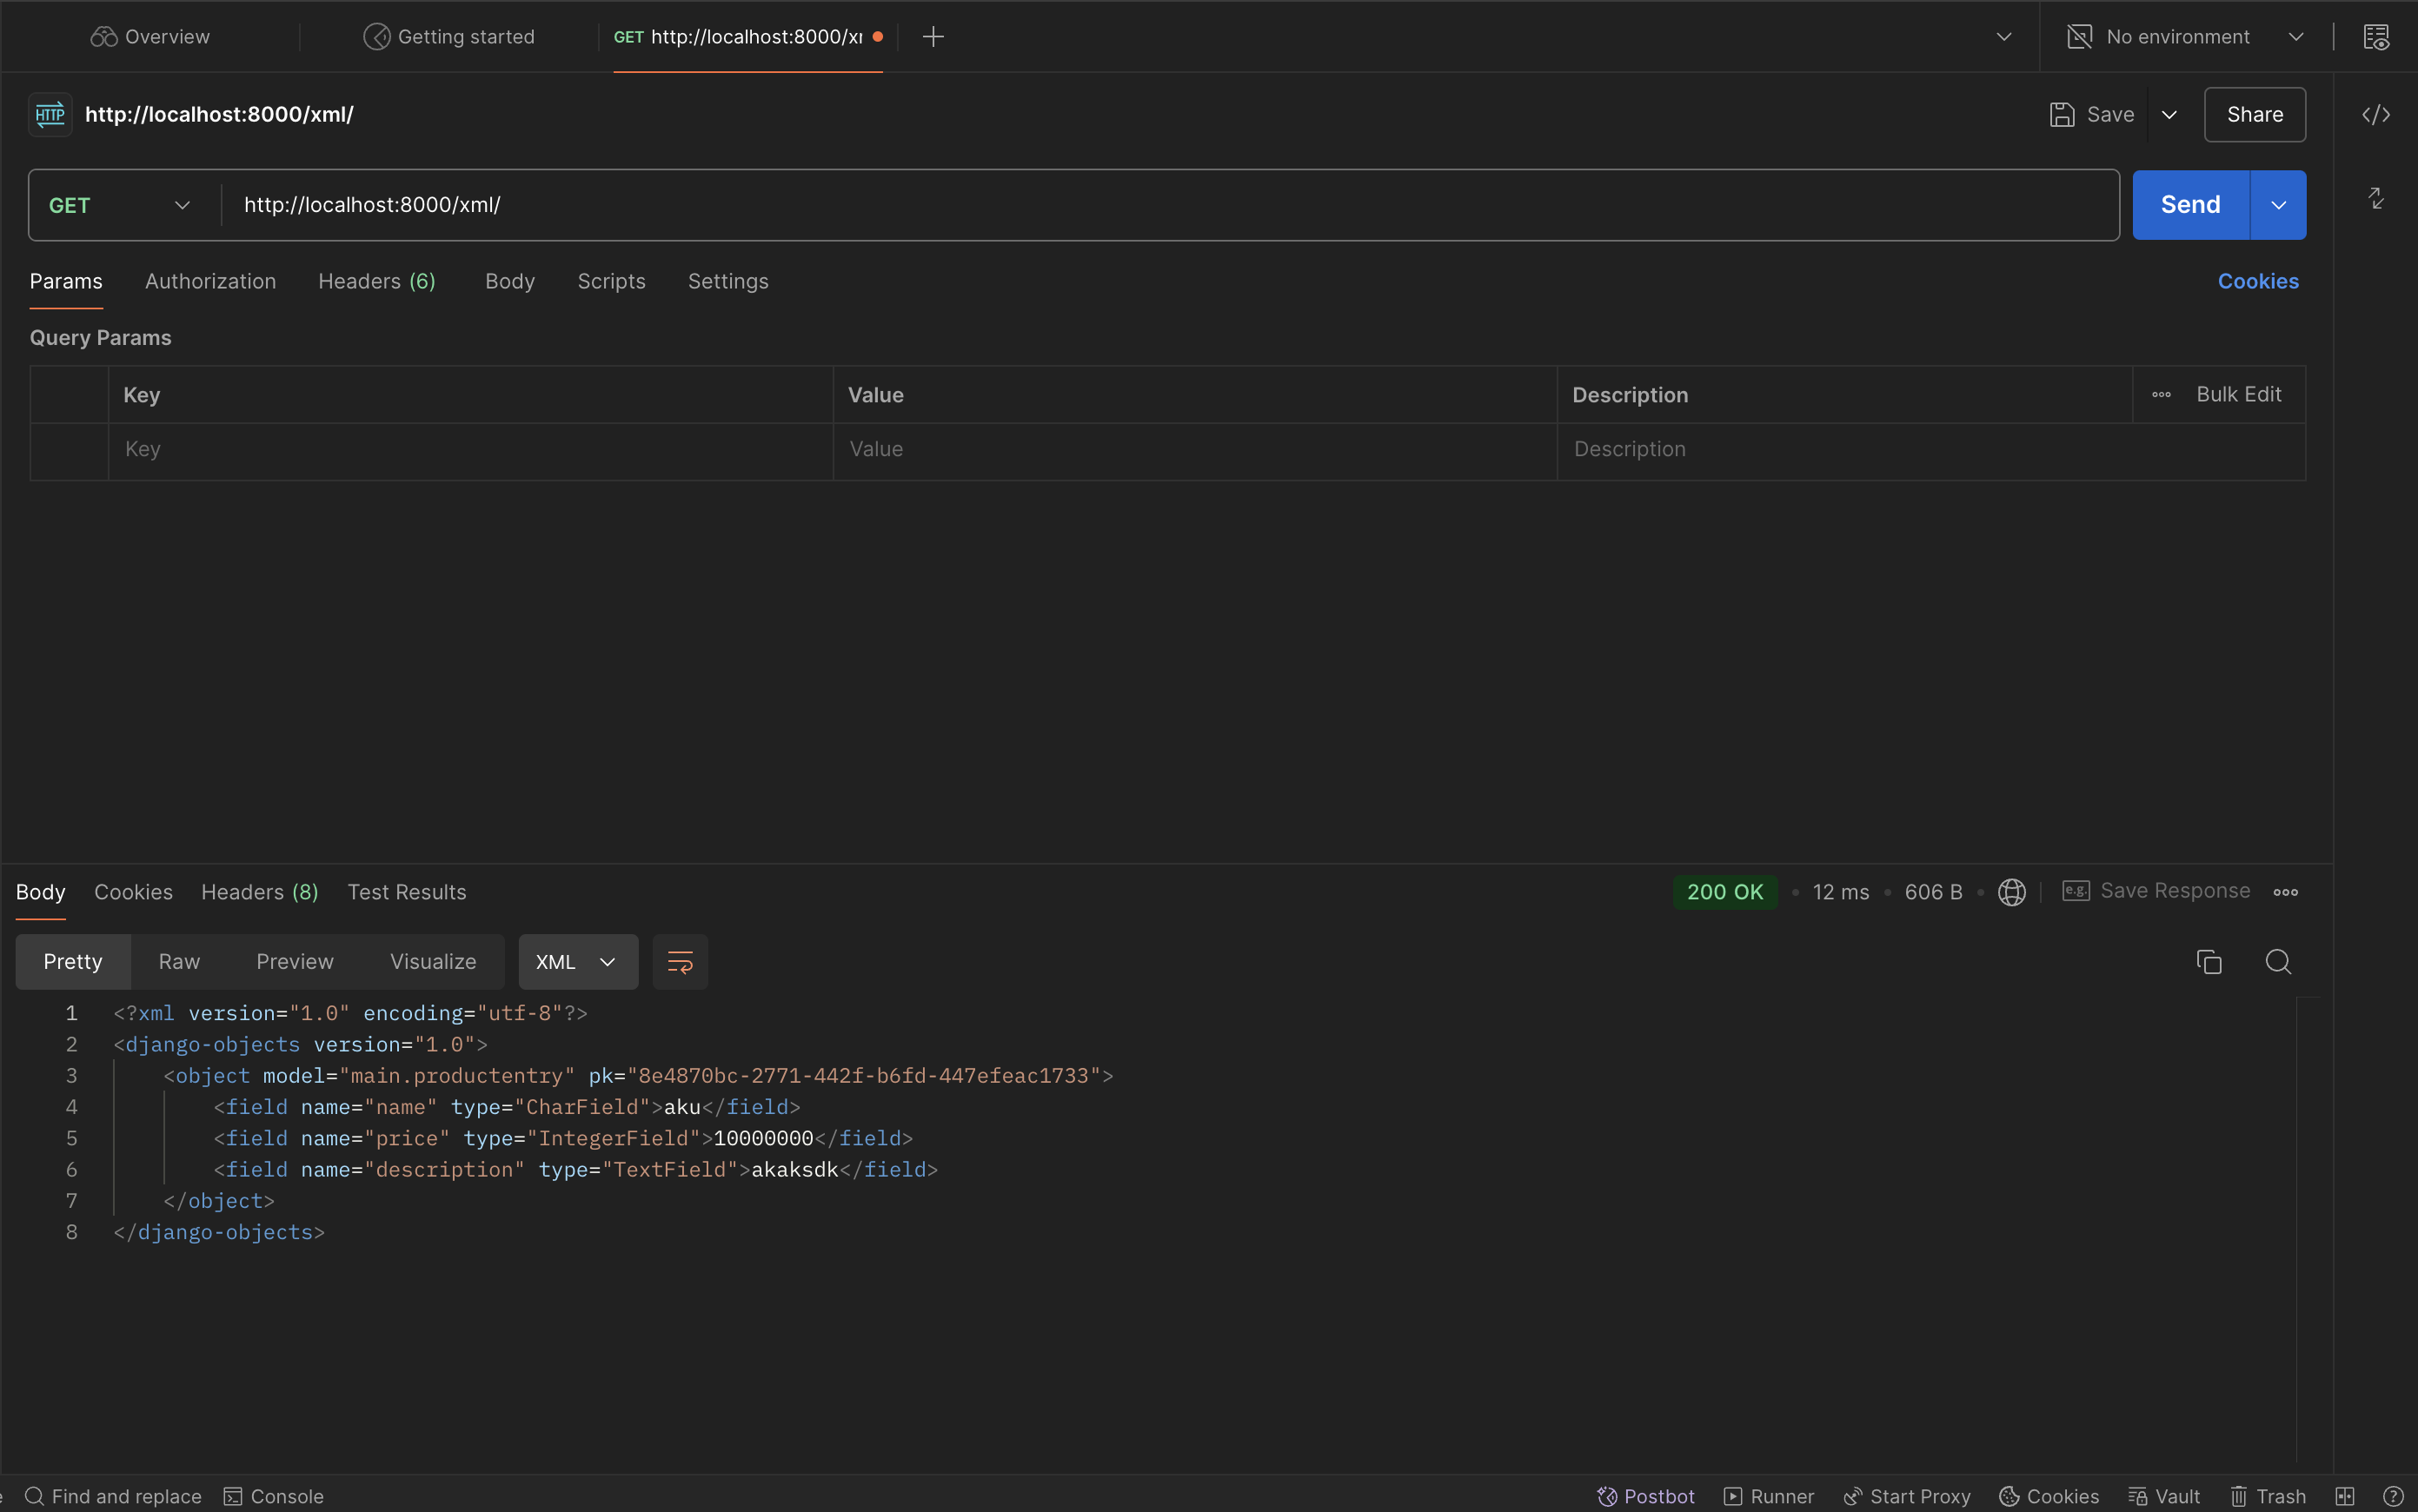 Overview
Getting started
GET http://localhost:8000/xr
No environment
HTTP
http://localhost:8000/xml/
Save
Share
GET
http://localhost:8000/xml/
Send
Params
Authorization
Headers (6)
Body
Scripts
Settings
Cookies
Query Params
Key
Value
Description
Bulk Edit
Key
Value
Description
Body
Cookies
Headers (8)
Test Results
200 OK
12 ms
606 B
e.g.
Save Response
Pretty
Raw
Preview
Visualize
XML
1 <?xml version="1.0" encoding="utf-8"?>
2 <django-objects version="1.0">
3 <object model="main.productentry" pk="8e4870bc-2771-442f-b6fd-447efeac1733">
4 <field name="name" type="CharField">aku</field>
5 <field name="price" type="IntegerField">10000000</field>
6 <field name="description" type="TextField">akaksdk</field>
7 </object>
8 </django-objects>
Find and replace
Console
Postbot
Runner
Start Proxy
Cookies
Vault
Trash